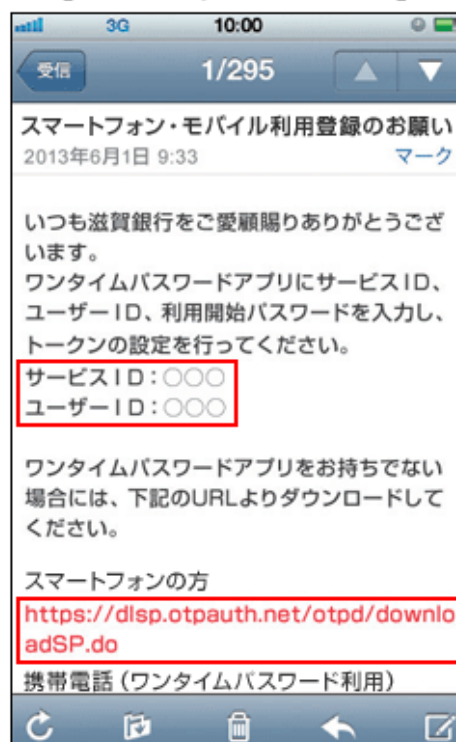 3G 10:00
受信 1/295
スマートフォン・モバイル利用登録のお願い
2013年6月1日 9:33 マーク
いつも滋賀銀行をご愛顧賜りありがとうござ
います。
ワンタイムパスワードアプリにサービスID、
ユーザーID、利用開始パスワードを入力し、
トークンの設定を行ってください。
サービスID：○○○
ユーザーID：○○○
ワンタイムパスワードアプリをお持ちでない
場合には、下記のURLよりダウンロードして
ください。
スマートフォンの方
https://dlsp.otpauth.net/otpd/downlo
adSP.do
携帯電話（ワンタイムパスワード利用）